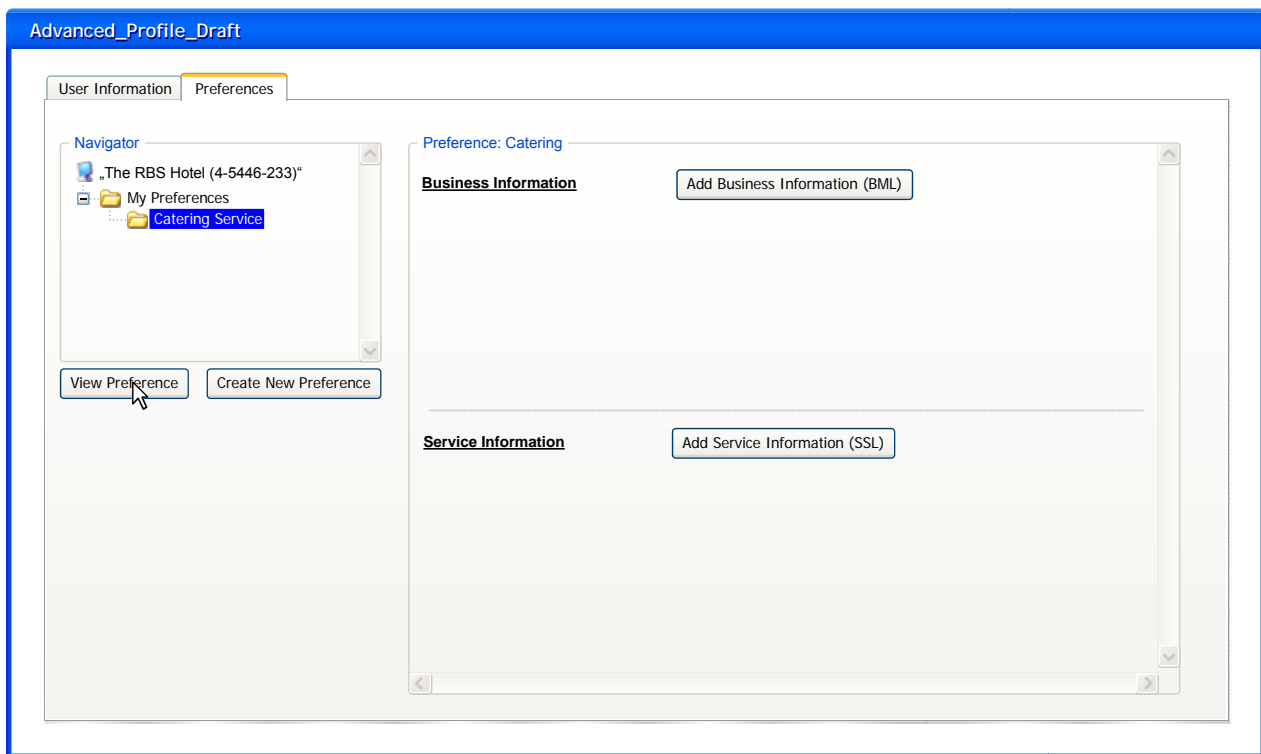 Advanced_Profile_Draft
User Information
Preferences
Navigator
„The RBS Hotel (4-5446-233)“
My Preferences
Catering Service
View Preference
Create New Preference
Preference: Catering
Business Information
Add Business Information (BML)
Service Information
Add Service Information (SSL)